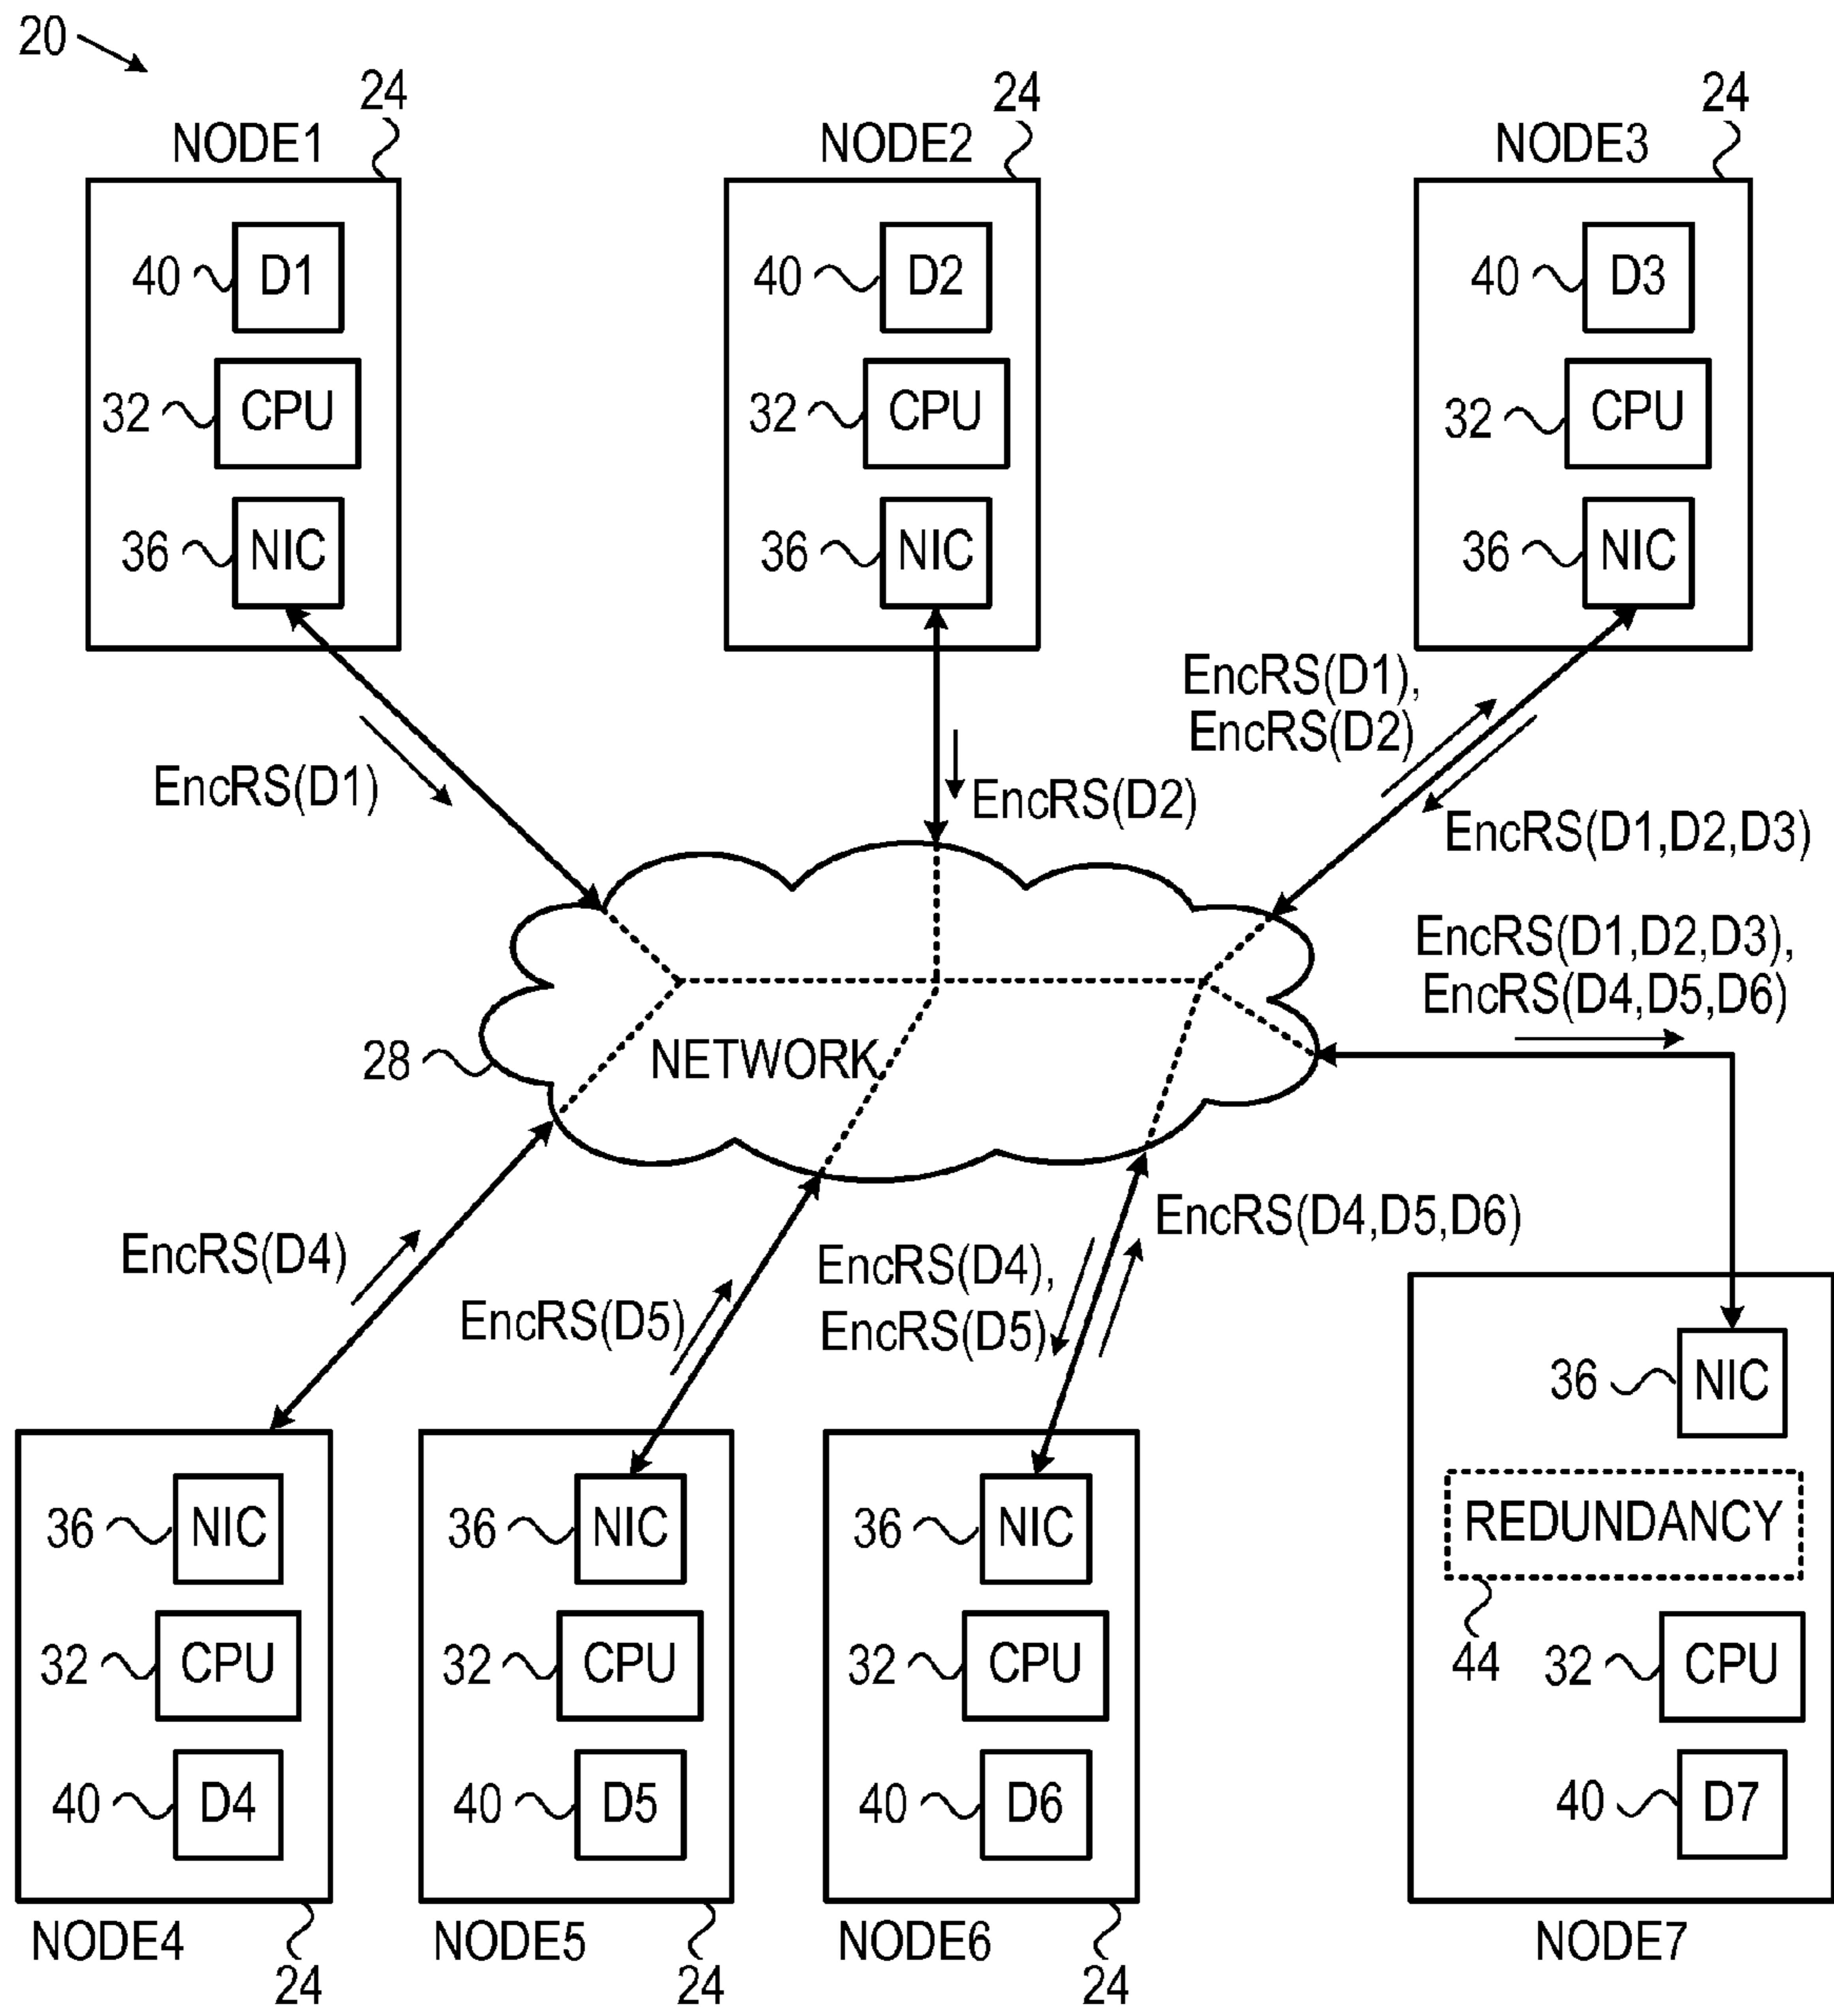 20
24
24
24
NODE1
NODE2
NODE3
40
D1
40
D2
40
D3
32
CPU
32
CPU
32
CPU
36
NIC
36
NIC
36
NIC
EncRS(D1),
EncRS(D2)
EncRS(D1)
EncRS(D2)
EncRS(D1,D2,D3)
EncRS(D1,D2,D3),
EncRS(D4,D5,D6)
28
NETWORK
EncRS(D4)
EncRS(D5)
EncRS(D4),
EncRS(D5)
EncRS(D4,D5,D6)
36
NIC
36
NIC
36
NIC
36
NIC
REDUNDANCY
44
32
CPU
32
CPU
32
CPU
32
CPU
40
D4
40
D5
40
D6
40
D7
NODE4
NODE5
NODE6
NODE7
24
24
24